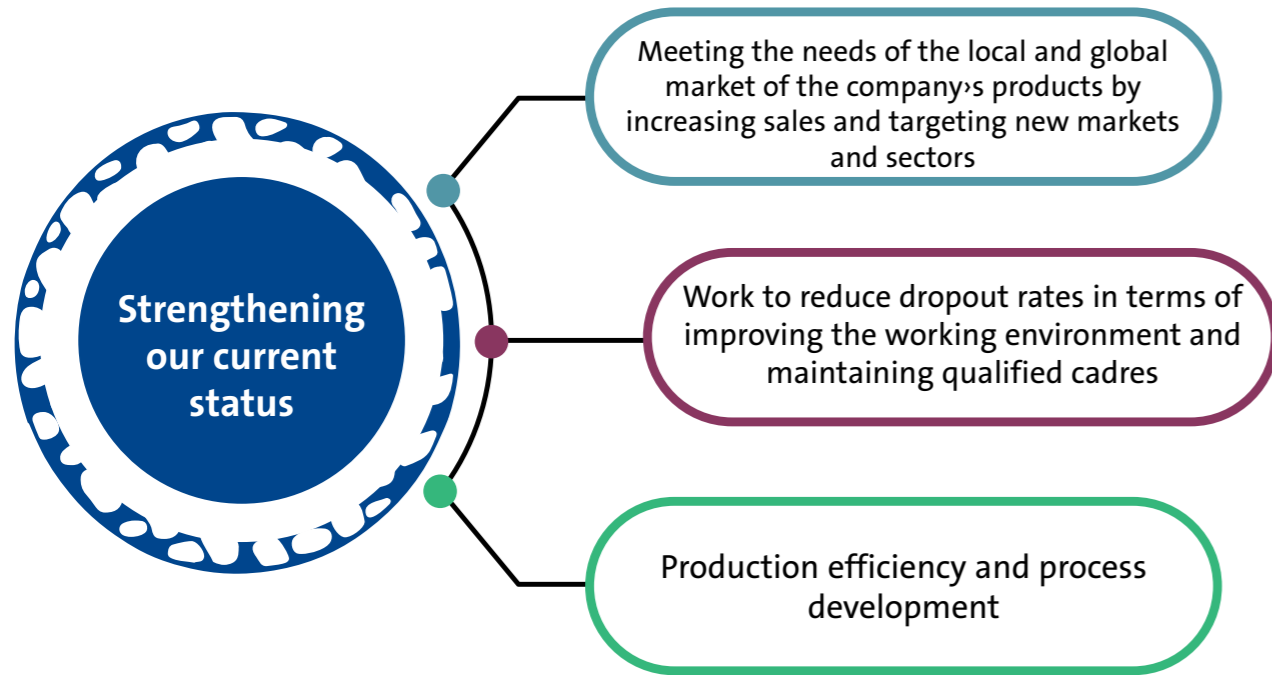 Strengthening
our current
status
Meeting the needs of the local and global
market of the company›s products by
increasing sales and targeting new markets
and sectors
Work to reduce dropout rates in terms of
improving the working environment and
maintaining qualified cadres
Production efficiency and process
development